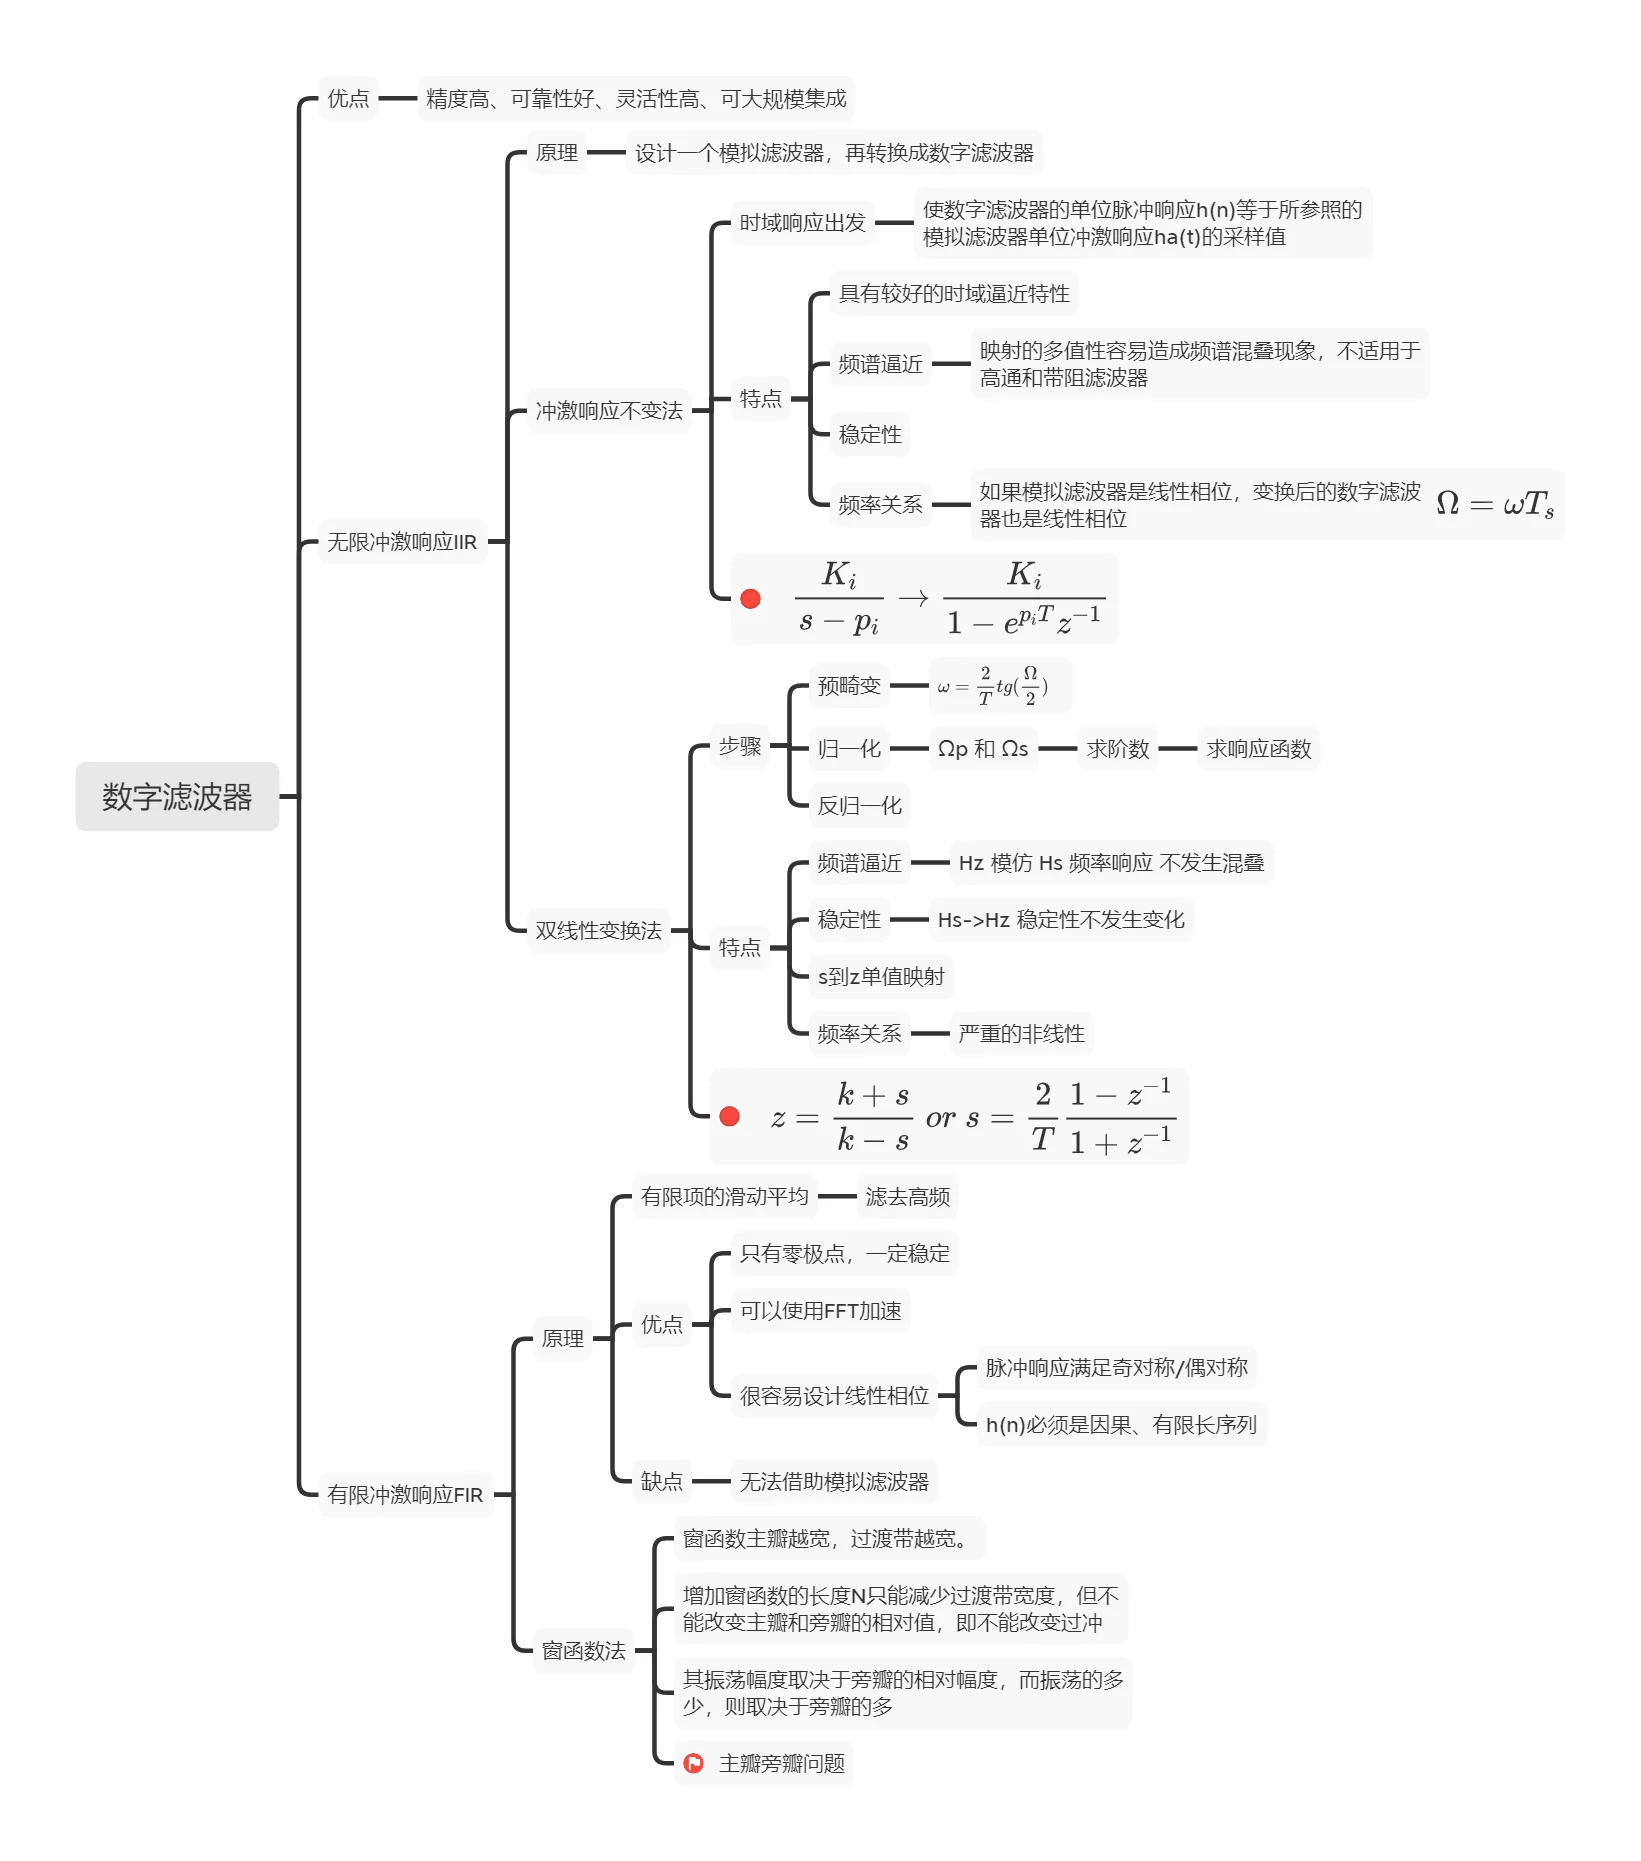 优点
精度高、可靠性好、灵活性高、可大规模集成
原理
设计一个模拟滤波器，再转换成数字滤波器
时域响应出发
使数字滤波器的单位脉冲响应h(n)等于所参照的
模拟滤波器单位冲激响应ha(t)的采样值
具有较好的时域逼近特性
频谱逼近
映射的多值性容易造成频谱混叠现象，不适用于
高通和带阻滤波器
冲激响应不变法
特点
稳定性
频率关系
如果模拟滤波器是线性相位，变换后的数字滤波
器也是线性相位
Ω = ωT_s
无限冲激响应IIR
K_i/(s − p_i) → K_i/(1 − e^{p_i T} z^{−1})
预畸变
ω = 2/T tg(Ω/2)
步骤
归一化
Ωp 和 Ωs
求阶数
求响应函数
数字滤波器
反归一化
频谱逼近
Hz 模仿 Hs 频率响应 不发生混叠
稳定性
Hs->Hz 稳定性不发生变化
双线性变换法
特点
s到z单值映射
频率关系
严重的非线性
z = (k + s)/(k − s) or s = 2/T (1 − z^{−1})/(1 + z^{−1})
有限项的滑动平均
滤去高频
只有零极点，一定稳定
原理
优点
可以使用FFT加速
很容易设计线性相位
脉冲响应满足奇对称/偶对称
h(n)必须是因果、有限长序列
缺点
无法借助模拟滤波器
有限冲激响应FIR
窗函数主瓣越宽，过渡带越宽。
增加窗函数的长度N只能减少过渡带宽度，但不
能改变主瓣和旁瓣的相对值，即不能改变过冲
窗函数法
其振荡幅度取决于旁瓣的相对幅度，而振荡的多
少，则取决于旁瓣的多
主瓣旁瓣问题